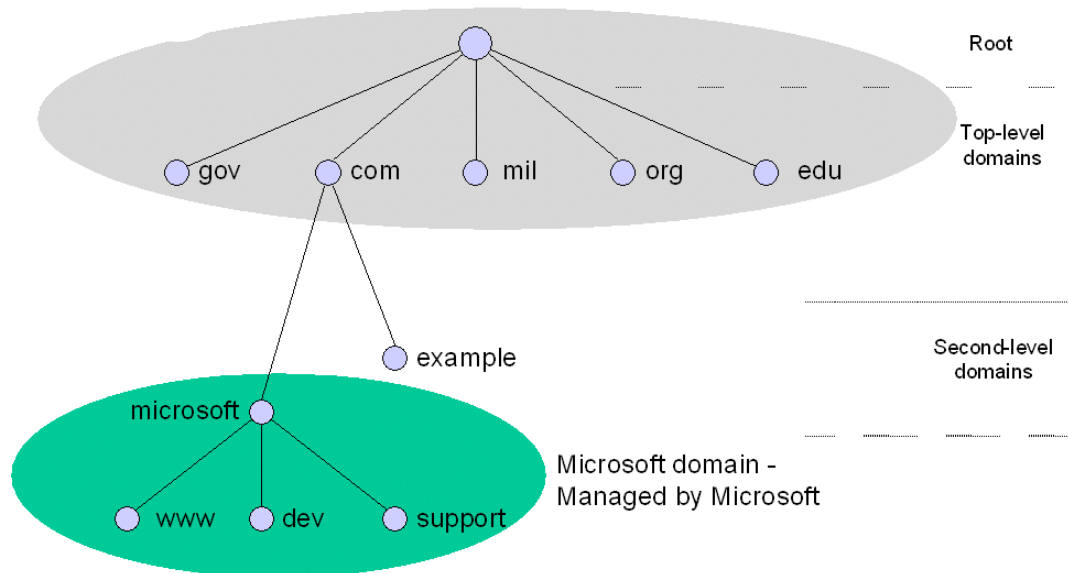 Root
Top-level
domains
gov
com
mil
org
edu
example
Second-level
domains
microsoft
Microsoft domain -
Managed by Microsoft
www
dev
support